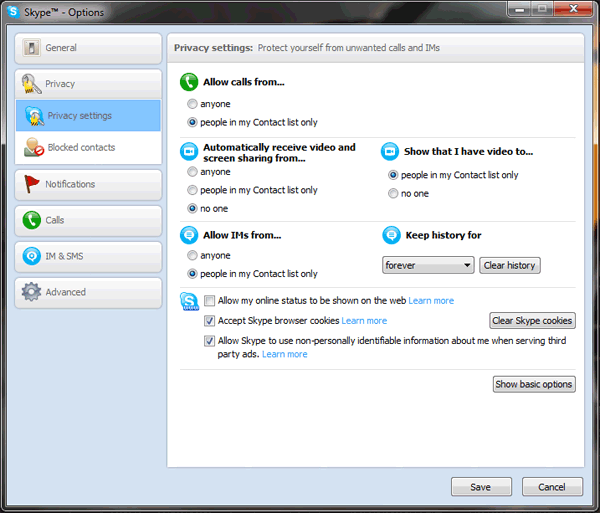 Skype™ - Options
General
Privacy
Privacy settings
Blocked contacts
Notifications
Calls
IM & SMS
Advanced
Privacy settings: Protect yourself from unwanted calls and IMs
Allow calls from...
anyone
people in my Contact list only
Automatically receive video and
screen sharing from...
anyone
people in my Contact list only
no one
Show that I have video to...
people in my Contact list only
no one
Allow IMs from...
anyone
people in my Contact list only
Keep history for
forever
Clear history
Allow my online status to be shown on the web Learn more
Accept Skype browser cookies Learn more
Clear Skype cookies
Allow Skype to use non-personally identifiable information about me when serving third
party ads. Learn more
Show basic options
Save
Cancel